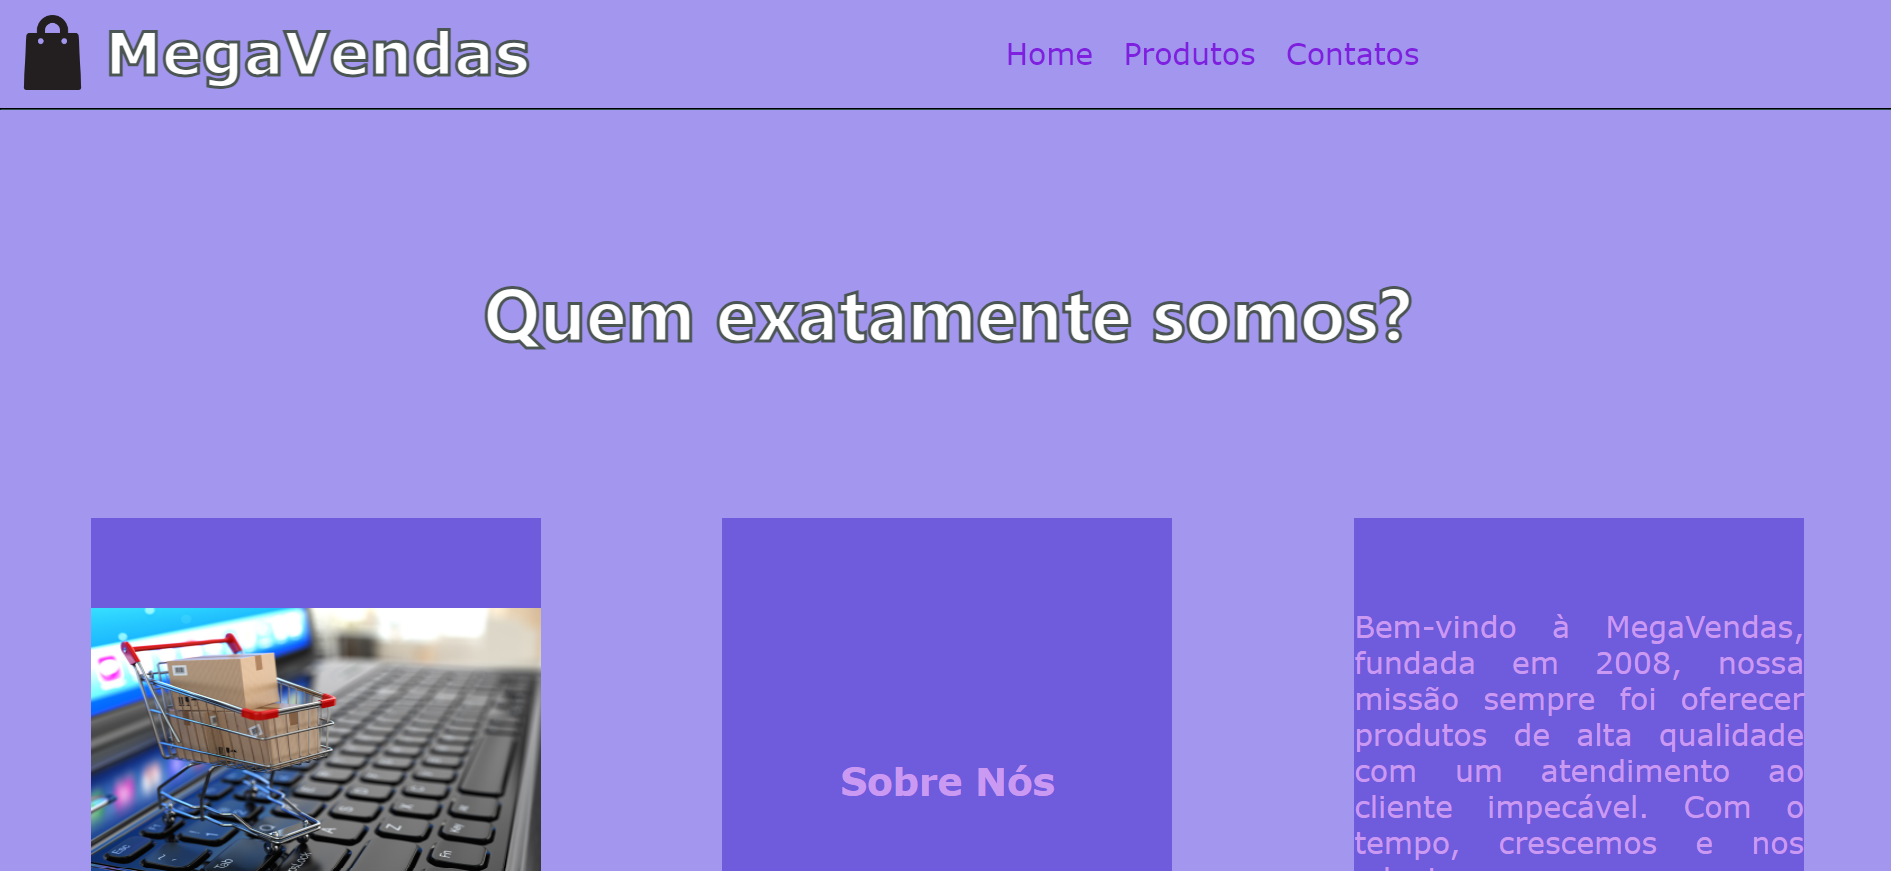 MegaVendas
Home Produtos Contatos
Quem exatamente somos?
Sobre Nós
Bem-vindo à MegaVendas,
fundada em 2008, nossa
missão sempre foi oferecer
produtos de alta qualidade
com um atendimento ao
cliente impecável. Com o
tempo, crescemos e nos